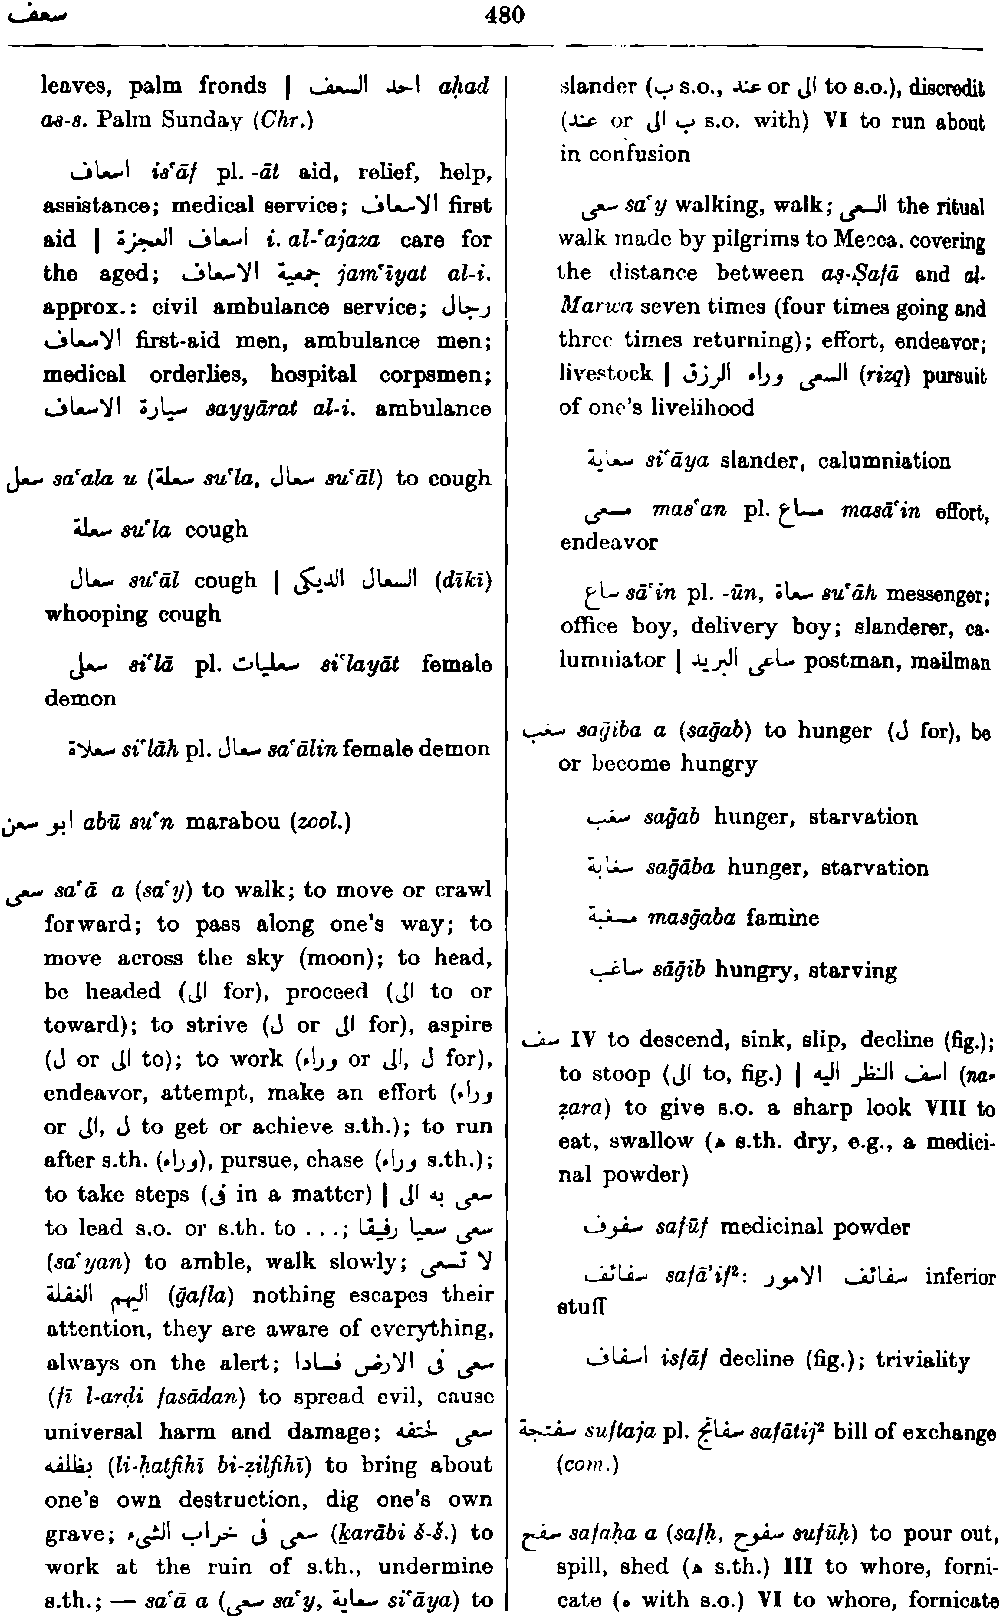 سعف
480
leaves, palm fronds | احد السعف aḥad
as-s. Palm Sunday (Chr.)
اسعاف is‘āf pl. -āt aid, relief, help,
assistance; medical service; الاسعاف first
aid | اسعاف العجزة i. al-‘ajaza care for
the aged; جمعية الاسعاف jam‘īyat al-i.
approx.: civil ambulance service; رجال
الاسعاف first-aid men, ambulance men;
medical orderlies, hospital corpsmen;
سيارة الاسعاف sayyārat al-i. ambulance
سعل sa‘ala u (سعلة su‘la, سعال su‘āl) to cough
سعلة su‘la cough
سعال su‘āl cough | السعال الديكى (dīkī)
whooping cough
سعلى si‘lā pl. سعليات si‘layāt female
demon
سعلاة si‘lāh pl. سعال sa‘ālin female demon
ابو سعن abū su‘n marabou (zool.)
سعى sa‘ā a (sa‘y) to walk; to move or crawl
forward; to pass along one's way; to
move across the sky (moon); to head,
be headed (الى for), proceed (الى to or
toward); to strive (ل or الى for), aspire
(ل or الى to); to work (وراء or الى, ل for),
endeavor, attempt, make an effort (وراء
or الى, ل to get or achieve s.th.); to run
after s.th. (وراء), pursue, chase (وراء s.th.);
to take steps (فى in a matter) | سعى به الى
to lead s.o. or s.th. to . . .; سعى سعيا رفيقا
(sa‘yan) to amble, walk slowly; لا تسعى
اليهم الغفلة (ḡafla) nothing escapes their
attention, they are aware of everything,
always on the alert; سعى فى الارض فسادا
(fī l-arḍi fasādan) to spread evil, cause
universal harm and damage; سعى لحتفه
بظلفه (li-ḥatfihī bi-ẓilfihī) to bring about
one's own destruction, dig one's own
grave; سعى فى خراب الشىء (ḵarābi š-š.) to
work at the ruin of s.th., undermine
s.th.; — sa‘ā a (سعى sa‘y, سعاية si‘āya) to
slander (ب s.o., عند or الى to s.o.), discredit
(عند or الى ب s.o. with) VI to run about
in confusion
سعى sa‘y walking, walk; السعى the ritual
walk made by pilgrims to Mecca, covering
the distance between aṣ-Ṣafā and al-
Marwa seven times (four times going and
three times returning); effort, endeavor;
livestock | السعى وراء الرزق (rizq) pursuit
of one's livelihood
سعاية si‘āya slander, calumniation
مسعى mas‘an pl. مساع masā‘in effort,
endeavor
ساع sā‘in pl. -ūn, سعاة su‘āh messenger;
office boy, delivery boy; slanderer, ca-
lumniator | ساعى البريد postman, mailman
سغب saḡiba a (saḡab) to hunger (ل for), be
or become hungry
سغب saḡab hunger, starvation
سغابة saḡāba hunger, starvation
مسغبة masḡaba famine
ساغب sāḡib hungry, starving
سف IV to descend, sink, slip, decline (fig.);
to stoop (الى to, fig.) | اسف النظر اليه (na-
ẓara) to give s.o. a sharp look VIII to
eat, swallow (ه s.th. dry, e.g., a medici-
nal powder)
سفوف safūf medicinal powder
سفائف safā’if²: سفائف الامور inferior
stuff
اسفاف isfāf decline (fig.); triviality
سفتجة suftaja pl. سفاتج safātij² bill of exchange
(com.)
سفح safaḥa a (safḥ, سفوح sufūḥ) to pour out,
spill, shed (ه s.th.) III to whore, forni-
cate (ه with s.o.) VI to whore, fornicate